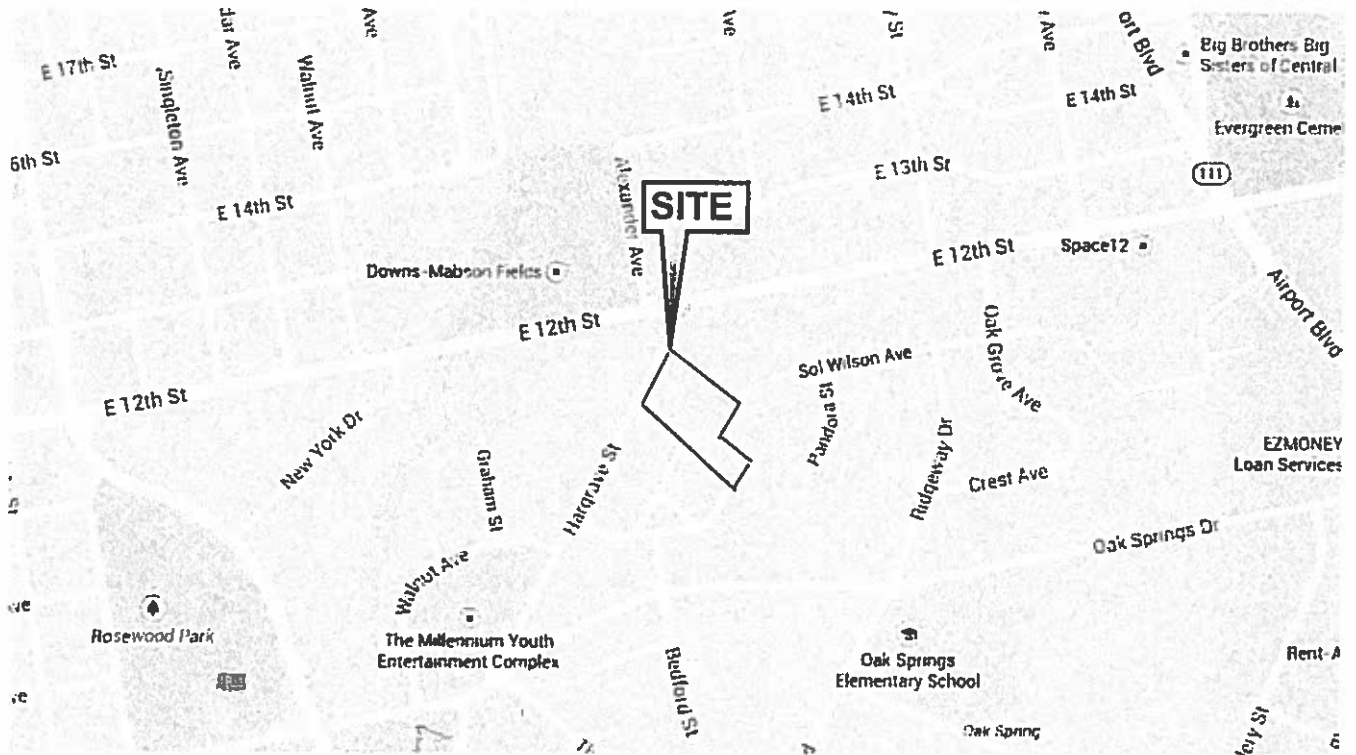 Ave
Ave
St
Ave
E 17th St
Singleton Ave
Walnut Ave
Big Brothers Big
Sisters of Central
E 14th St
E 14th St
Evergreen Ceme
6th St
E 13th St
111
E 14th St
Alexander Ave
SITE
Downs-Mabson Fields
E 12th St
Space12
Airport Blvd
E 12th St
Oak Grove Ave
Sol Wilson Ave
E 12th St
Pandora St
New York Dr
Graham St
Hargrave St
Ridgeway Dr
Crest Ave
EZMONEY
Loan Services
Oak Springs Dr
Walnut Ave
Rosewood Park
The Millennium Youth
Entertainment Complex
Bedford St
Oak Springs
Elementary School
Rent-A
Oak Spring